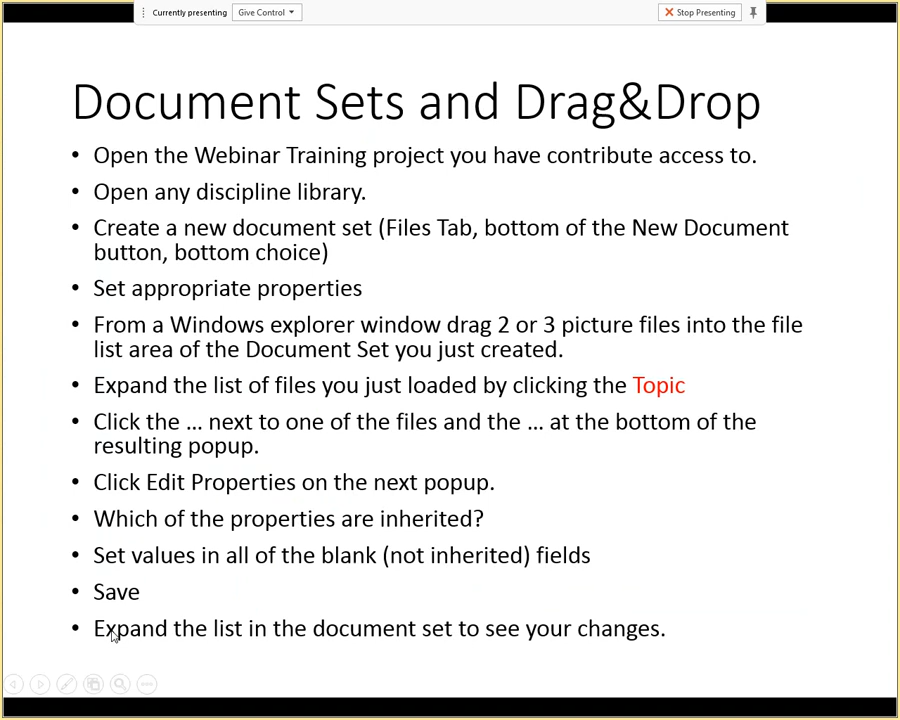 Currently presenting Give Control Stop Presenting
Document Sets and Drag&Drop
• Open the Webinar Training project you have contribute access to.
• Open any discipline library.
• Create a new document set (Files Tab, bottom of the New Document
button, bottom choice)
• Set appropriate properties
• From a Windows explorer window drag 2 or 3 picture files into the file
list area of the Document Set you just created.
• Expand the list of files you just loaded by clicking the Topic
• Click the ... next to one of the files and the ... at the bottom of the
resulting popup.
• Click Edit Properties on the next popup.
• Which of the properties are inherited?
• Set values in all of the blank (not inherited) fields
• Save
• Expand the list in the document set to see your changes.